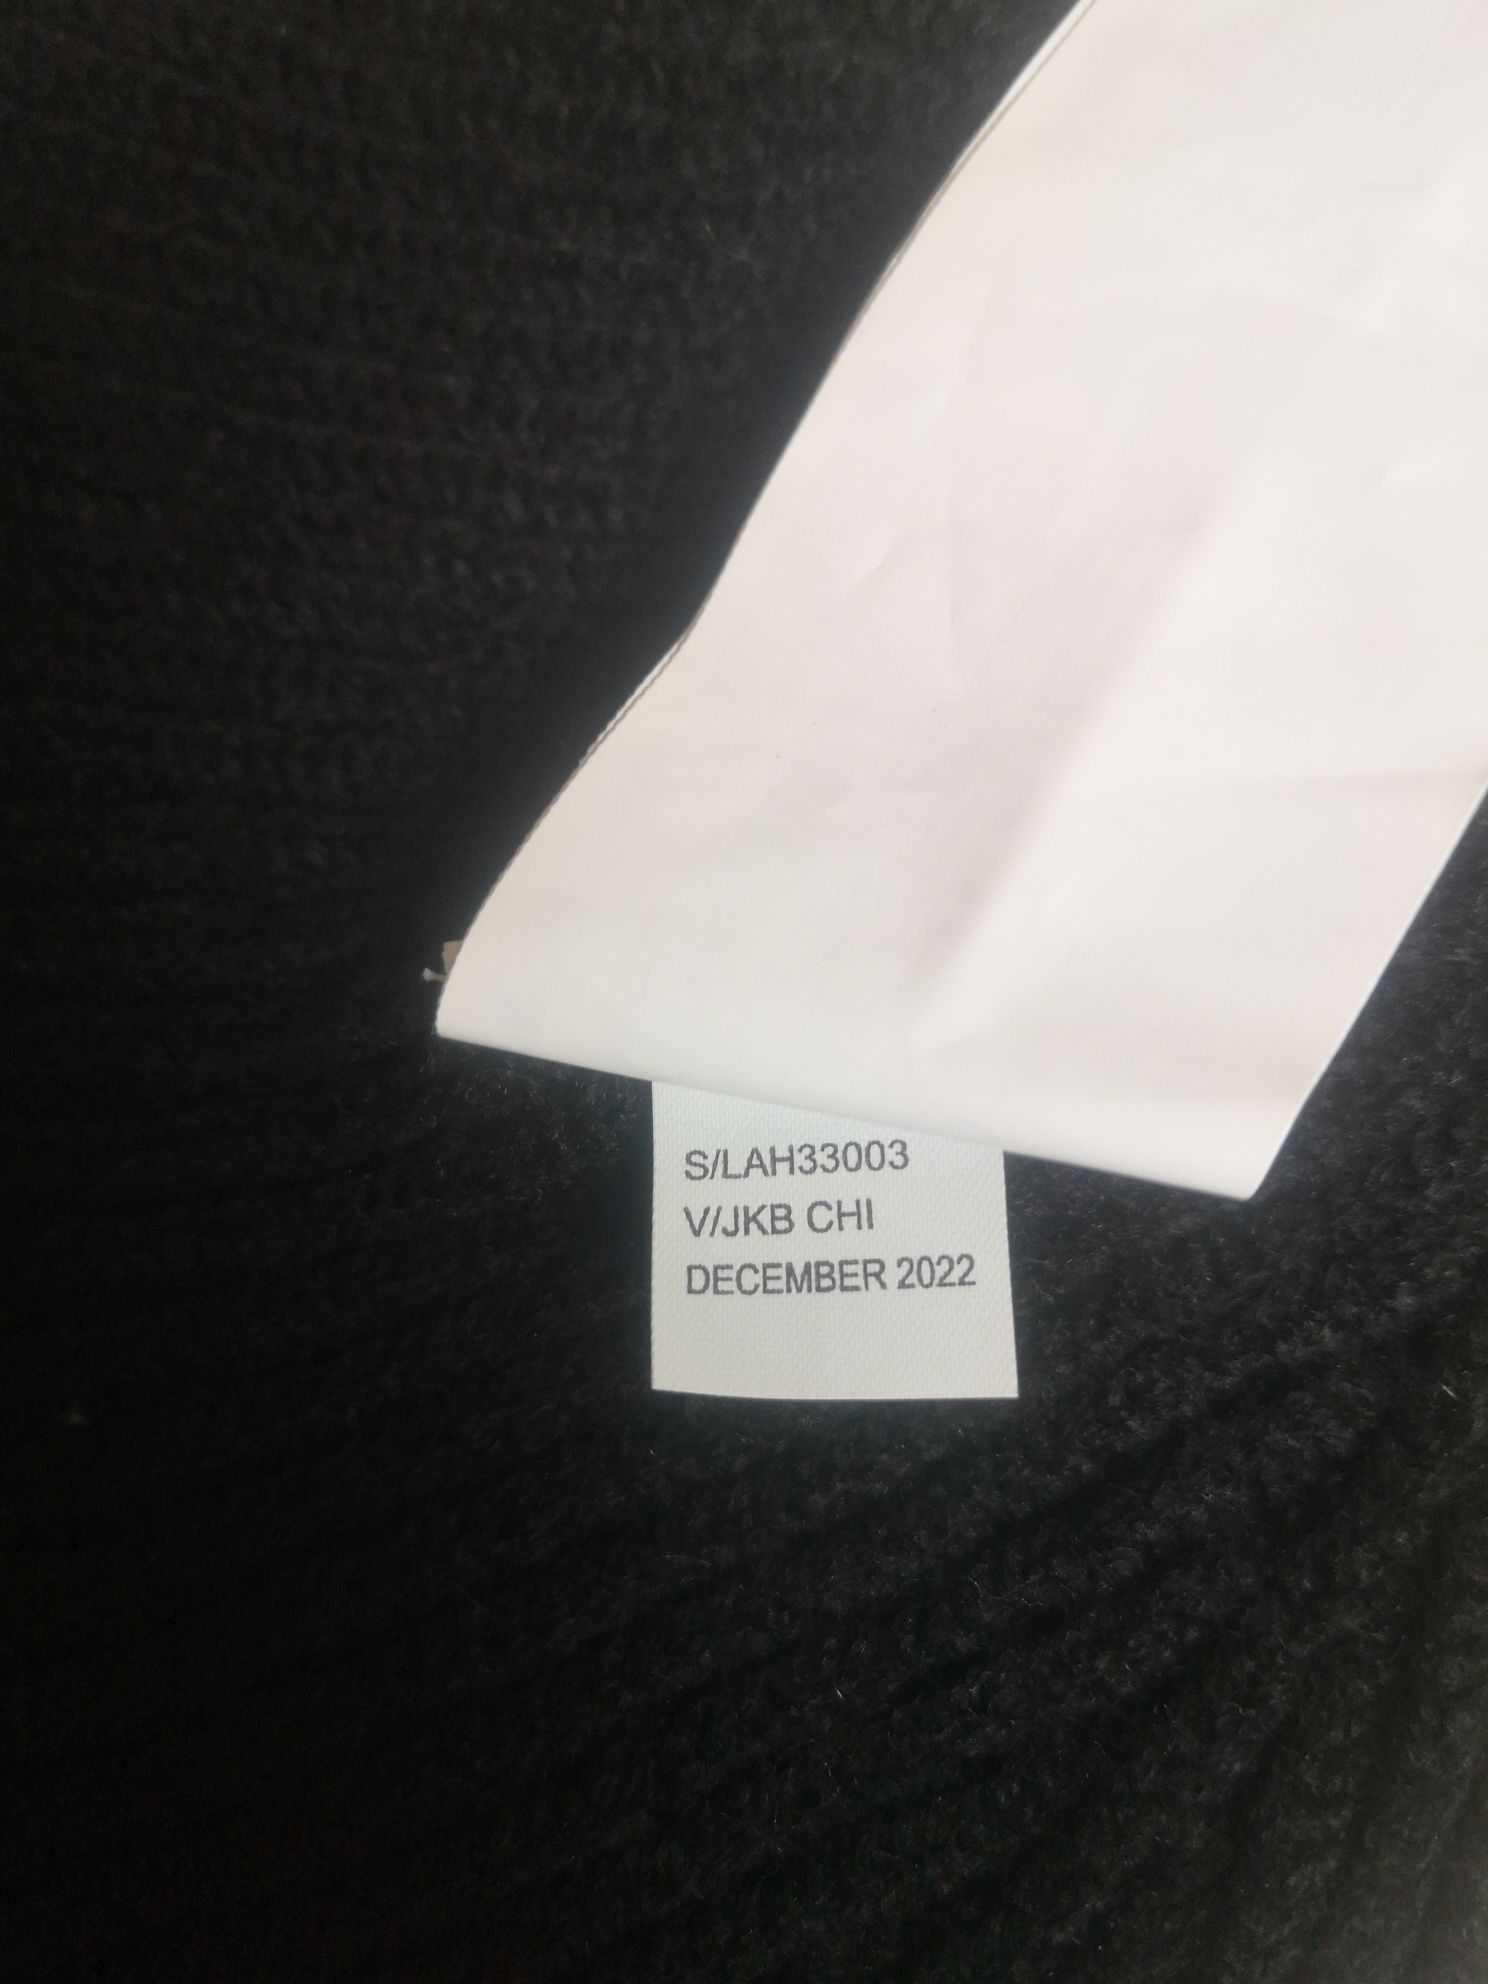 S/LAH33003
V/JKB CHI
DECEMBER 2022